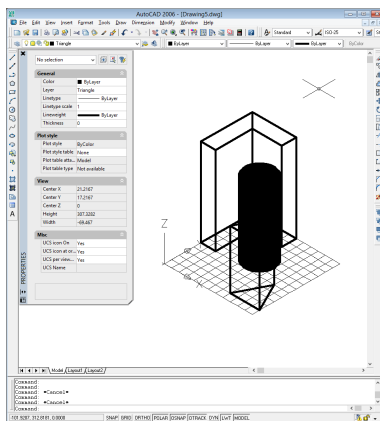 AutoCAD 2006 - [Drawing5.dwg]
File Edit View Insert Format Tools Draw Dimension Modify Window Help
Standard ISO-25
Triangle ByLayer ByLayer ByLayer ByColor
No selection
General
Color ByLayer
Layer Triangle
Linetype ByLayer
Linetype scale 1
Lineweight ByLayer
Thickness 0
Plot style
Plot style ByColor
Plot style table None
Plot table atta... Model
Plot table type Not available
View
Center X 21.2167
Center Y 17.2167
Center Z 0
Height 307.3282
Width
Misc
UCS icon On Yes
UCS icon at or... Yes
UCS per view... Yes
UCS Name
PROPERTIES
Z
X
Model Layout1 Layout2
Command:
Command: *Cancel*
Command:
Command: *Cancel*
Command:
SNAP GRID ORTHO POLAR OSNAP OTRACK DYN LWT MODEL